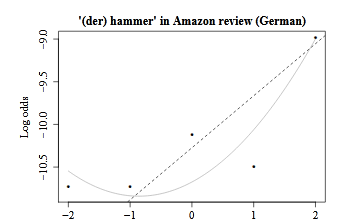 '(der) hammer' in Amazon review (German)
Log odds
-9.0
-9.5
-10.0
-10.5
-2 -1 0 1 2